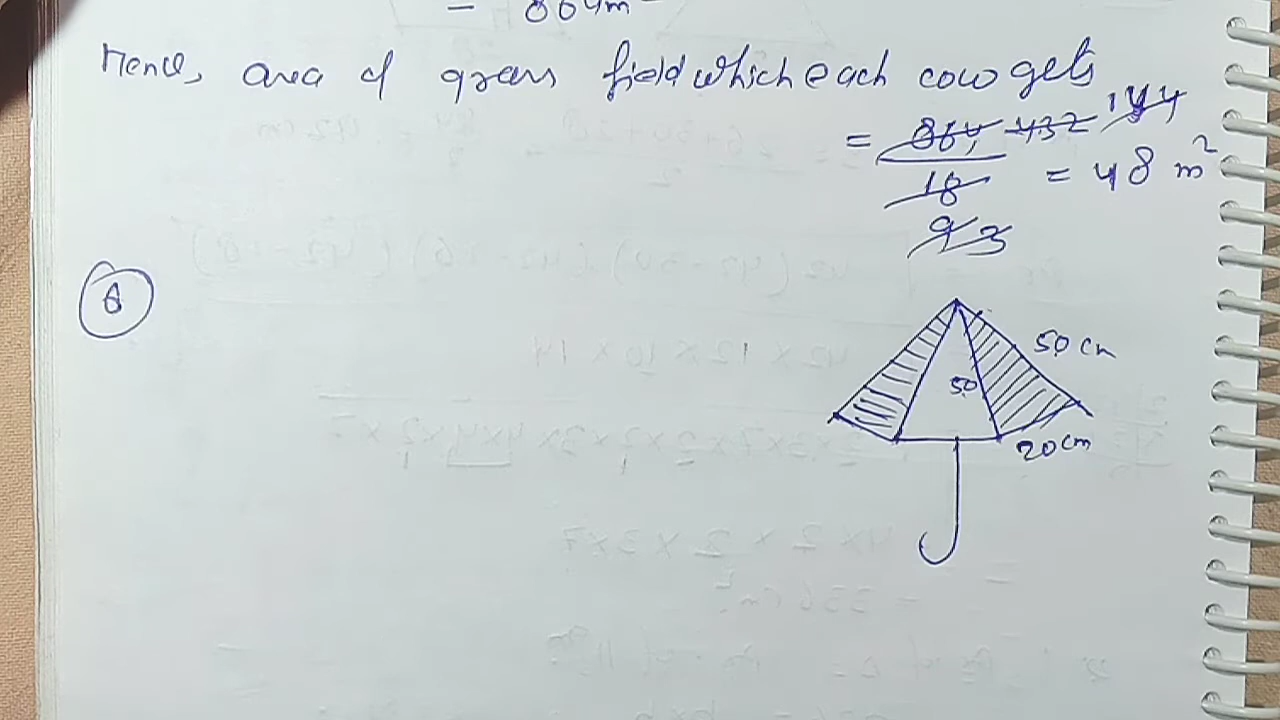 = 864m
Hence, area of grass field which each cow gets
= 864 432 144
18 = 48 m²
9 3
6
50 cm
50
20 cm